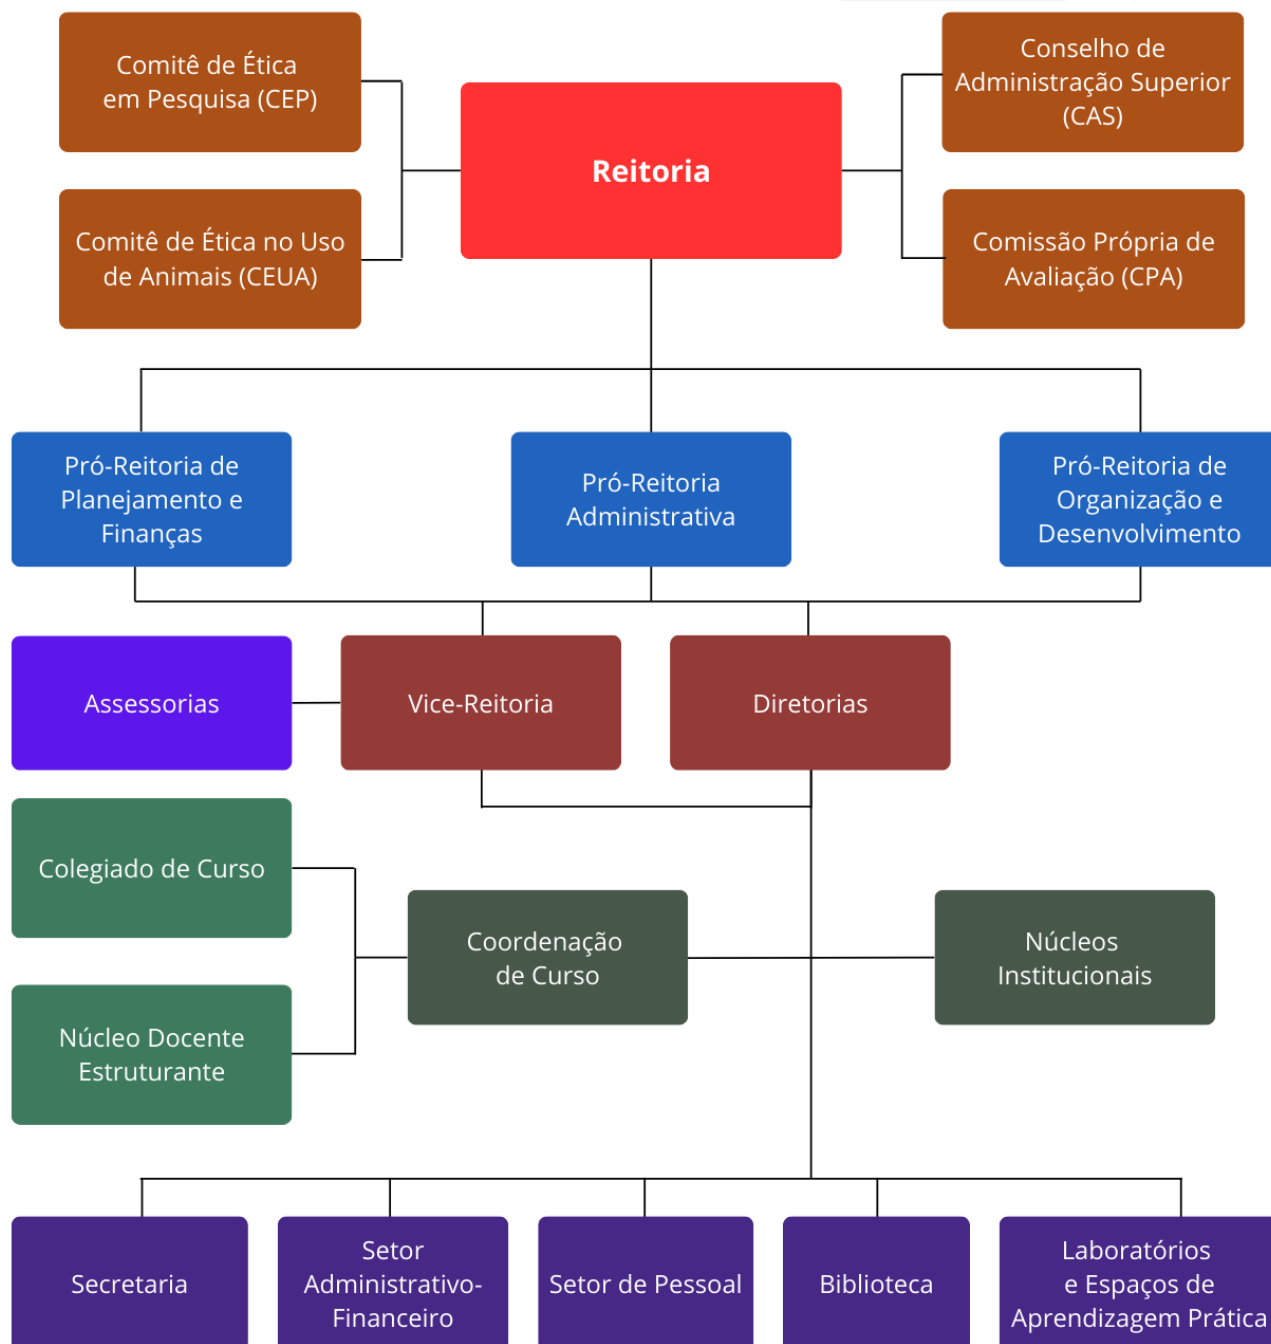 Comitê de Ética
em Pesquisa (CEP)
Conselho de
Administração Superior
(CAS)
Reitoria
Comitê de Ética no Uso
de Animais (CEUA)
Comissão Própria de
Avaliação (CPA)
Pró-Reitoria de
Planejamento e
Finanças
Pró-Reitoria
Administrativa
Pró-Reitoria de
Organização e
Desenvolvimento
Assessorias
Vice-Reitoria
Diretorias
Colegiado de Curso
Coordenação
de Curso
Núcleos
Institucionais
Núcleo Docente
Estruturante
Secretaria
Setor
Administrativo-
Financeiro
Setor de Pessoal
Biblioteca
Laboratórios
e Espaços de
Aprendizagem Prática